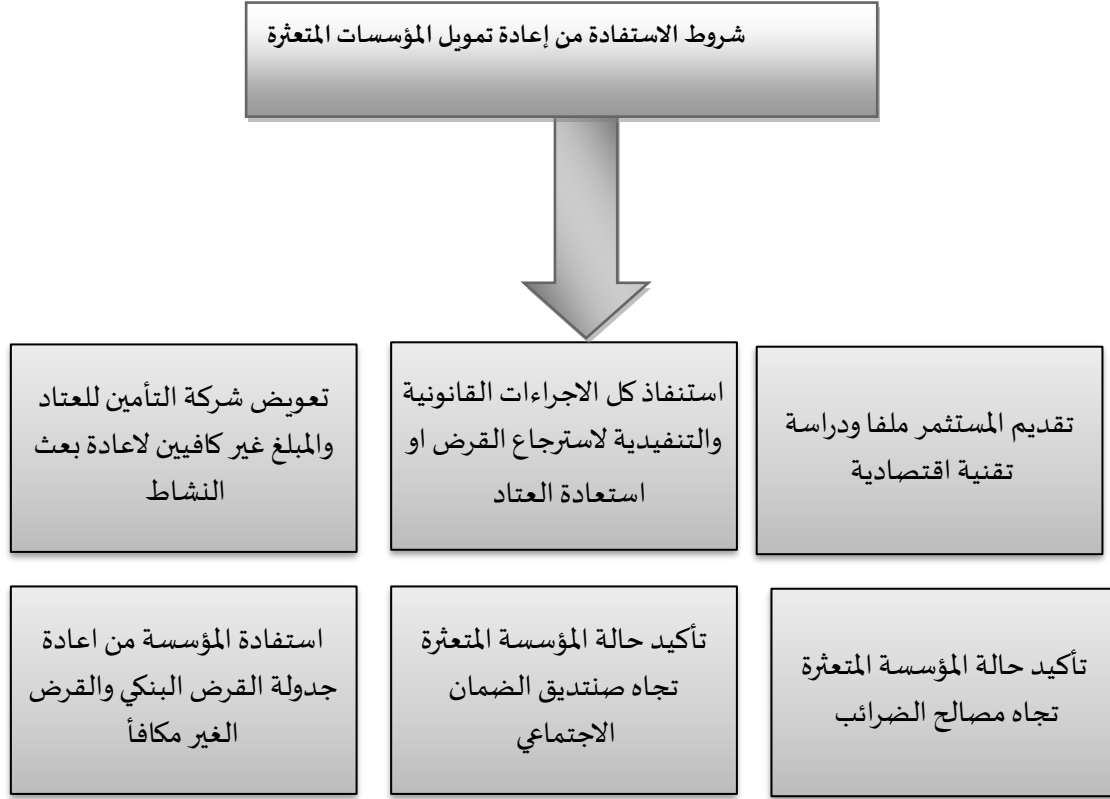 شروط الاستفادة من إعادة تمويل المؤسسات المتعثرة
تقديم المستثمر ملفا ودراسة
تقنية اقتصادية
استنفاذ كل الاجراءات القانونية
والتنفيدية لاسترجاع القرض او
استعادة العتاد
تعويض شركة التأمين للعتاد
والمبلغ غير كافيين لاعادة بعث
النشاط
تأكيد حالة المؤسسة المتعثرة
تجاه مصالح الضرائب
تأكيد حالة المؤسسة المتعثرة
تجاه صنتديق الضمان
الاجتماعي
استفادة المؤسسة من اعادة
جدولة القرض البنكي والقرض
الغير مكافأ